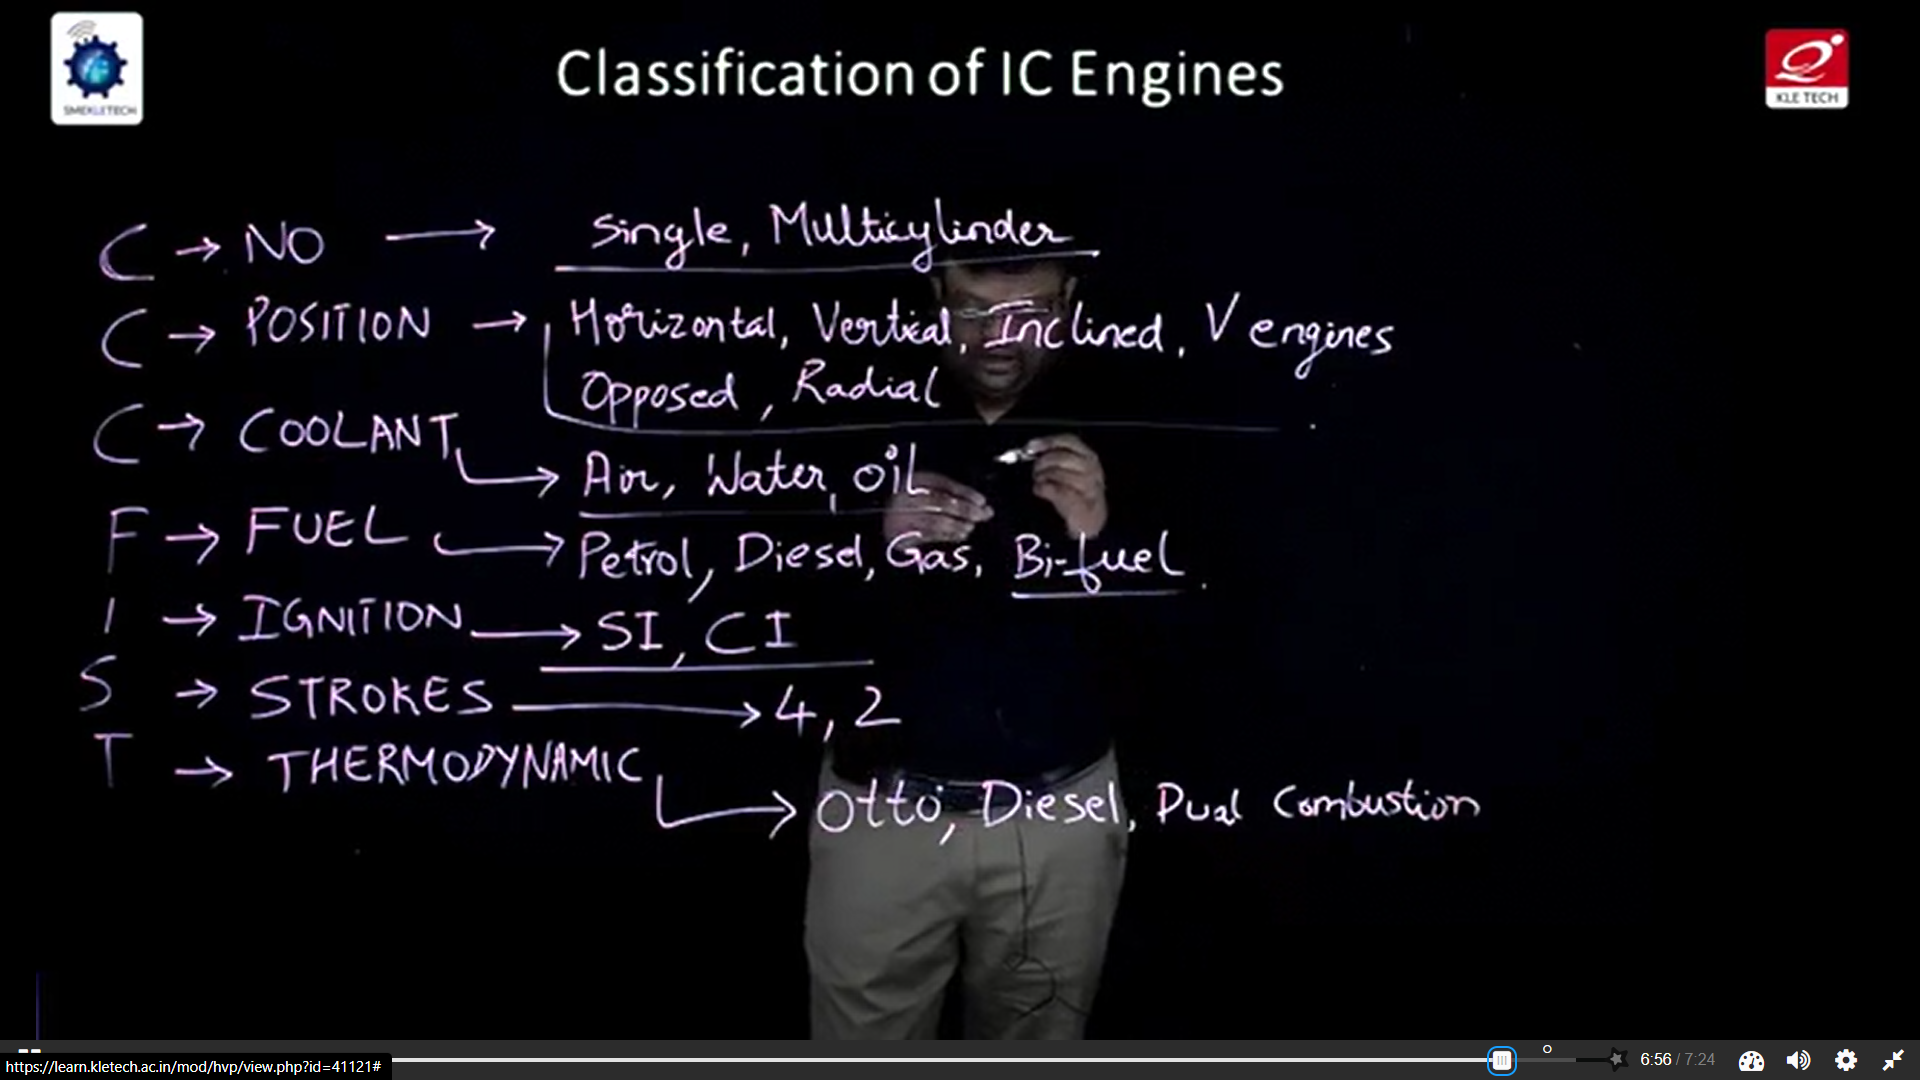 SMEKLETECH
Classification of IC Engines
KLE TECH
C → NO → Single, Multicylinder
C → POSITION → Horizontal, Vertical, Inclined, V engines
Opposed, Radial
C → COOLANT → Air, Water, oil
F → FUEL → Petrol, Diesel, Gas, Bi-fuel.
I → IGNITION → SI, CI
S → STROKES → 4, 2
T → THERMODYNAMIC → Otto, Diesel, Dual Combustion
https://learn.kletech.ac.in/mod/hvp/view.php?id=41121#
6:56 / 7:24